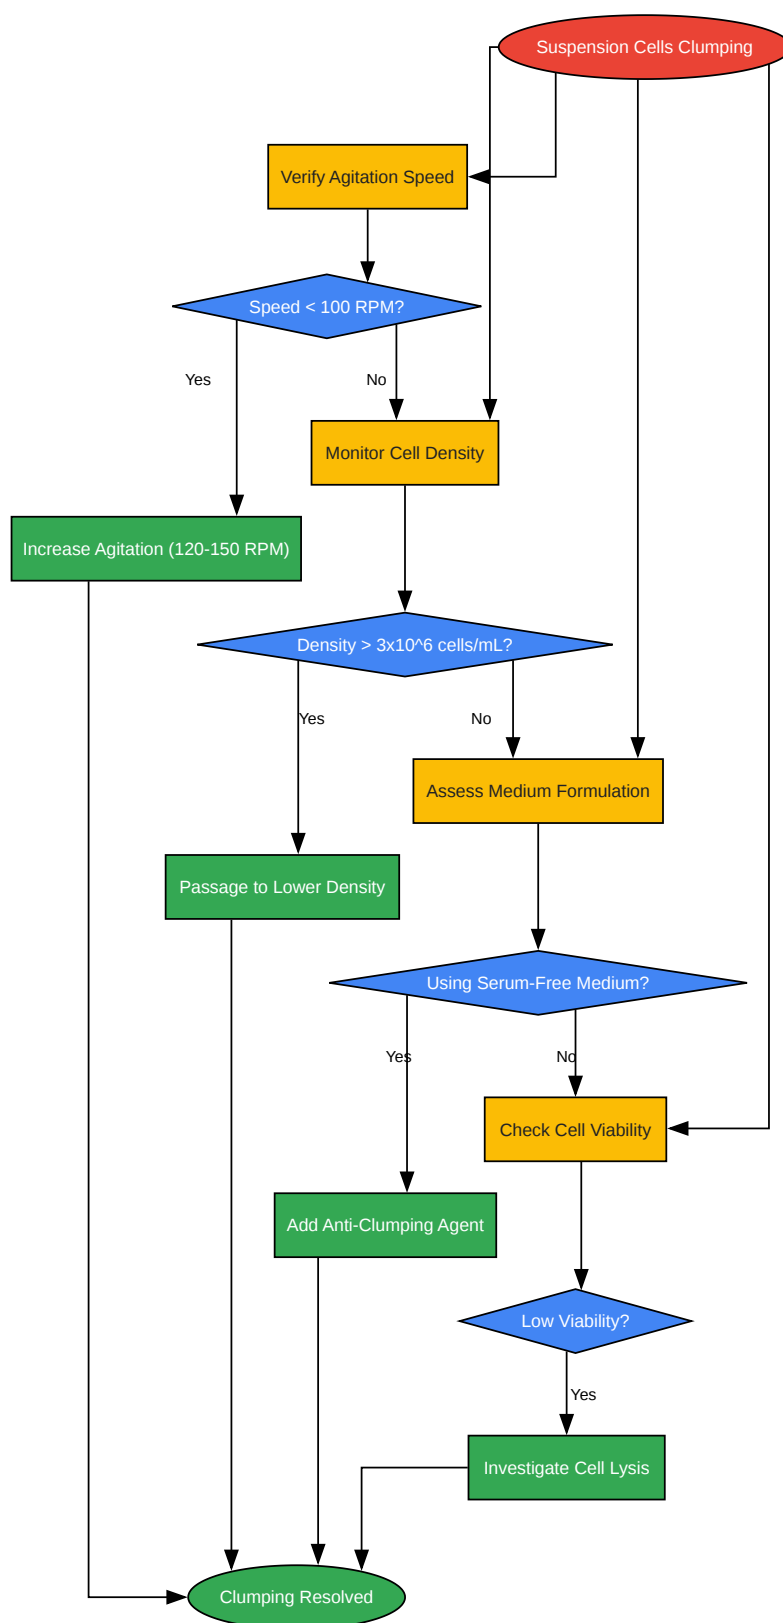 Suspension Cells Clumping
Verify Agitation Speed
Speed < 100 RPM?
Yes
No
Monitor Cell Density
Increase Agitation (120-150 RPM)
Density > 3x10^6 cells/mL?
Yes
No
Assess Medium Formulation
Passage to Lower Density
Using Serum-Free Medium?
Yes
No
Check Cell Viability
Add Anti-Clumping Agent
Low Viability?
Yes
Investigate Cell Lysis
Clumping Resolved